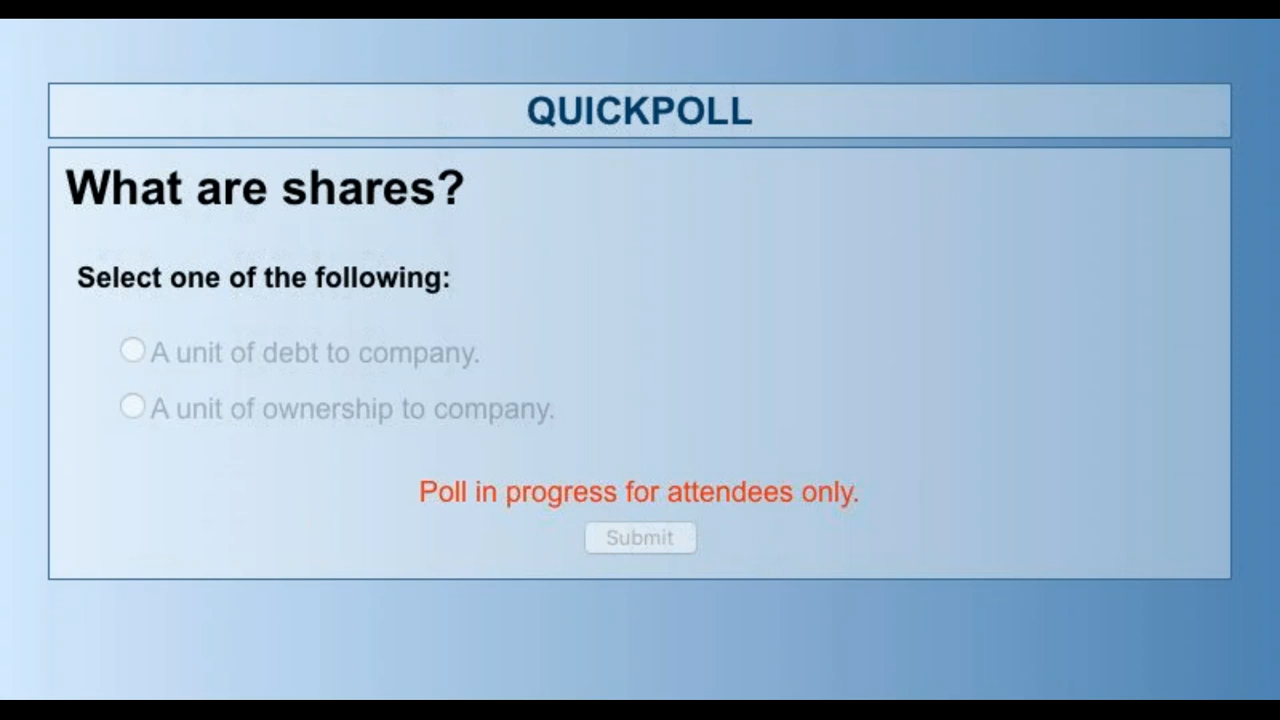 QUICKPOLL
What are shares?
Select one of the following:
A unit of debt to company.
A unit of ownership to company.
Poll in progress for attendees only.
Submit